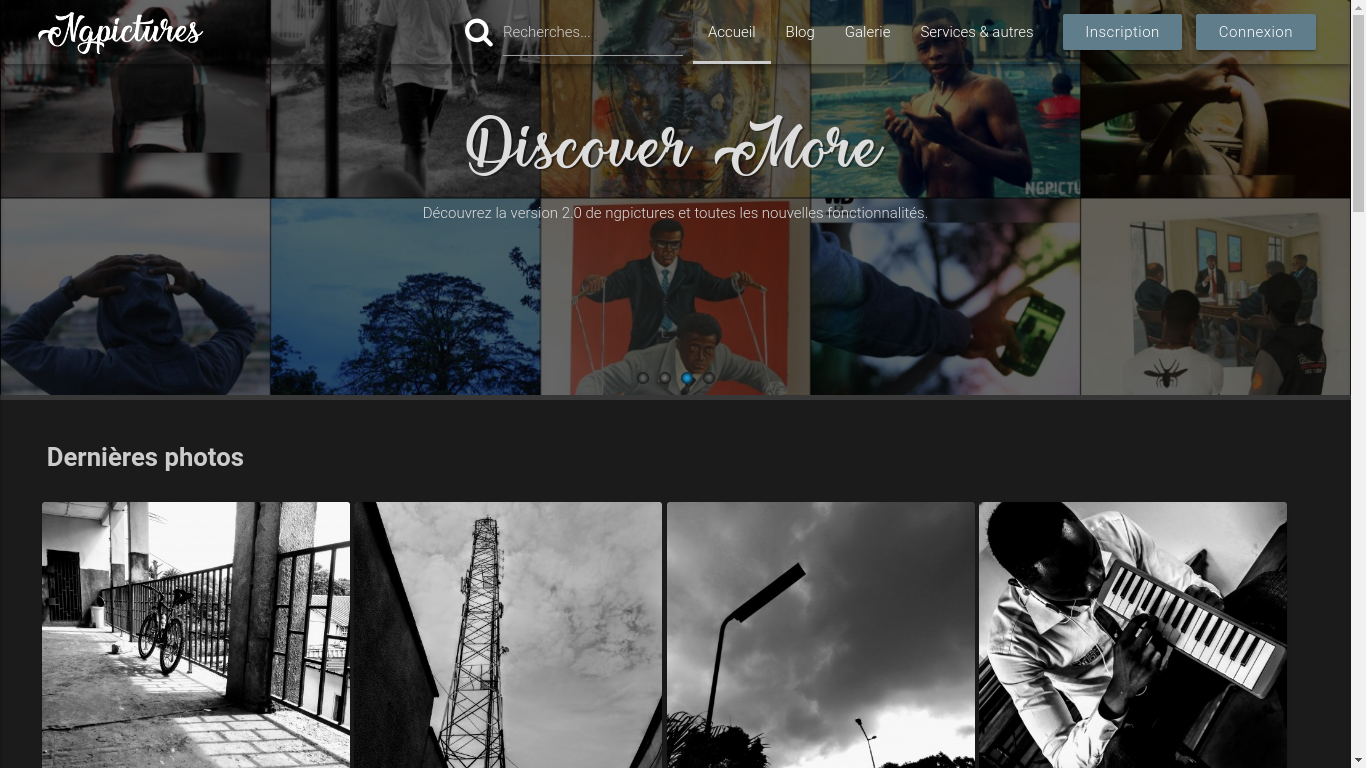 Ngpictures
Recherches...
Accueil
Blog
Galerie
Services & autres
Inscription
Connexion
Discover More
NGPICTU
Découvrez la version 2.0 de ngpictures et toutes les nouvelles fonctionnalités.
Dernières photos